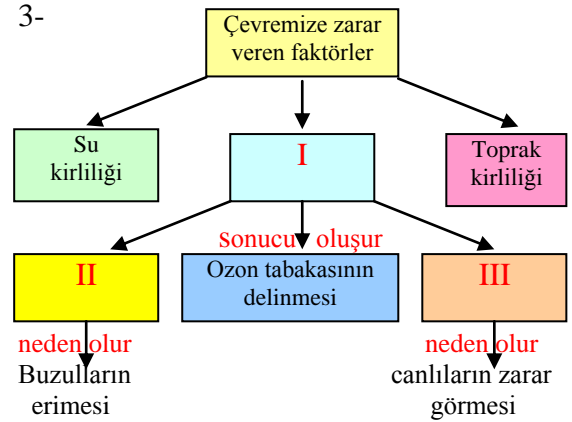 3-
Çevremize zarar
veren faktörler
Su
kirliliği
I
Toprak
kirliliği
sonucu oluşur
II
Ozon tabakasının
delinmesi
III
neden olur
Buzulların
erimesi
neden olur
canlıların zarar
görmesi